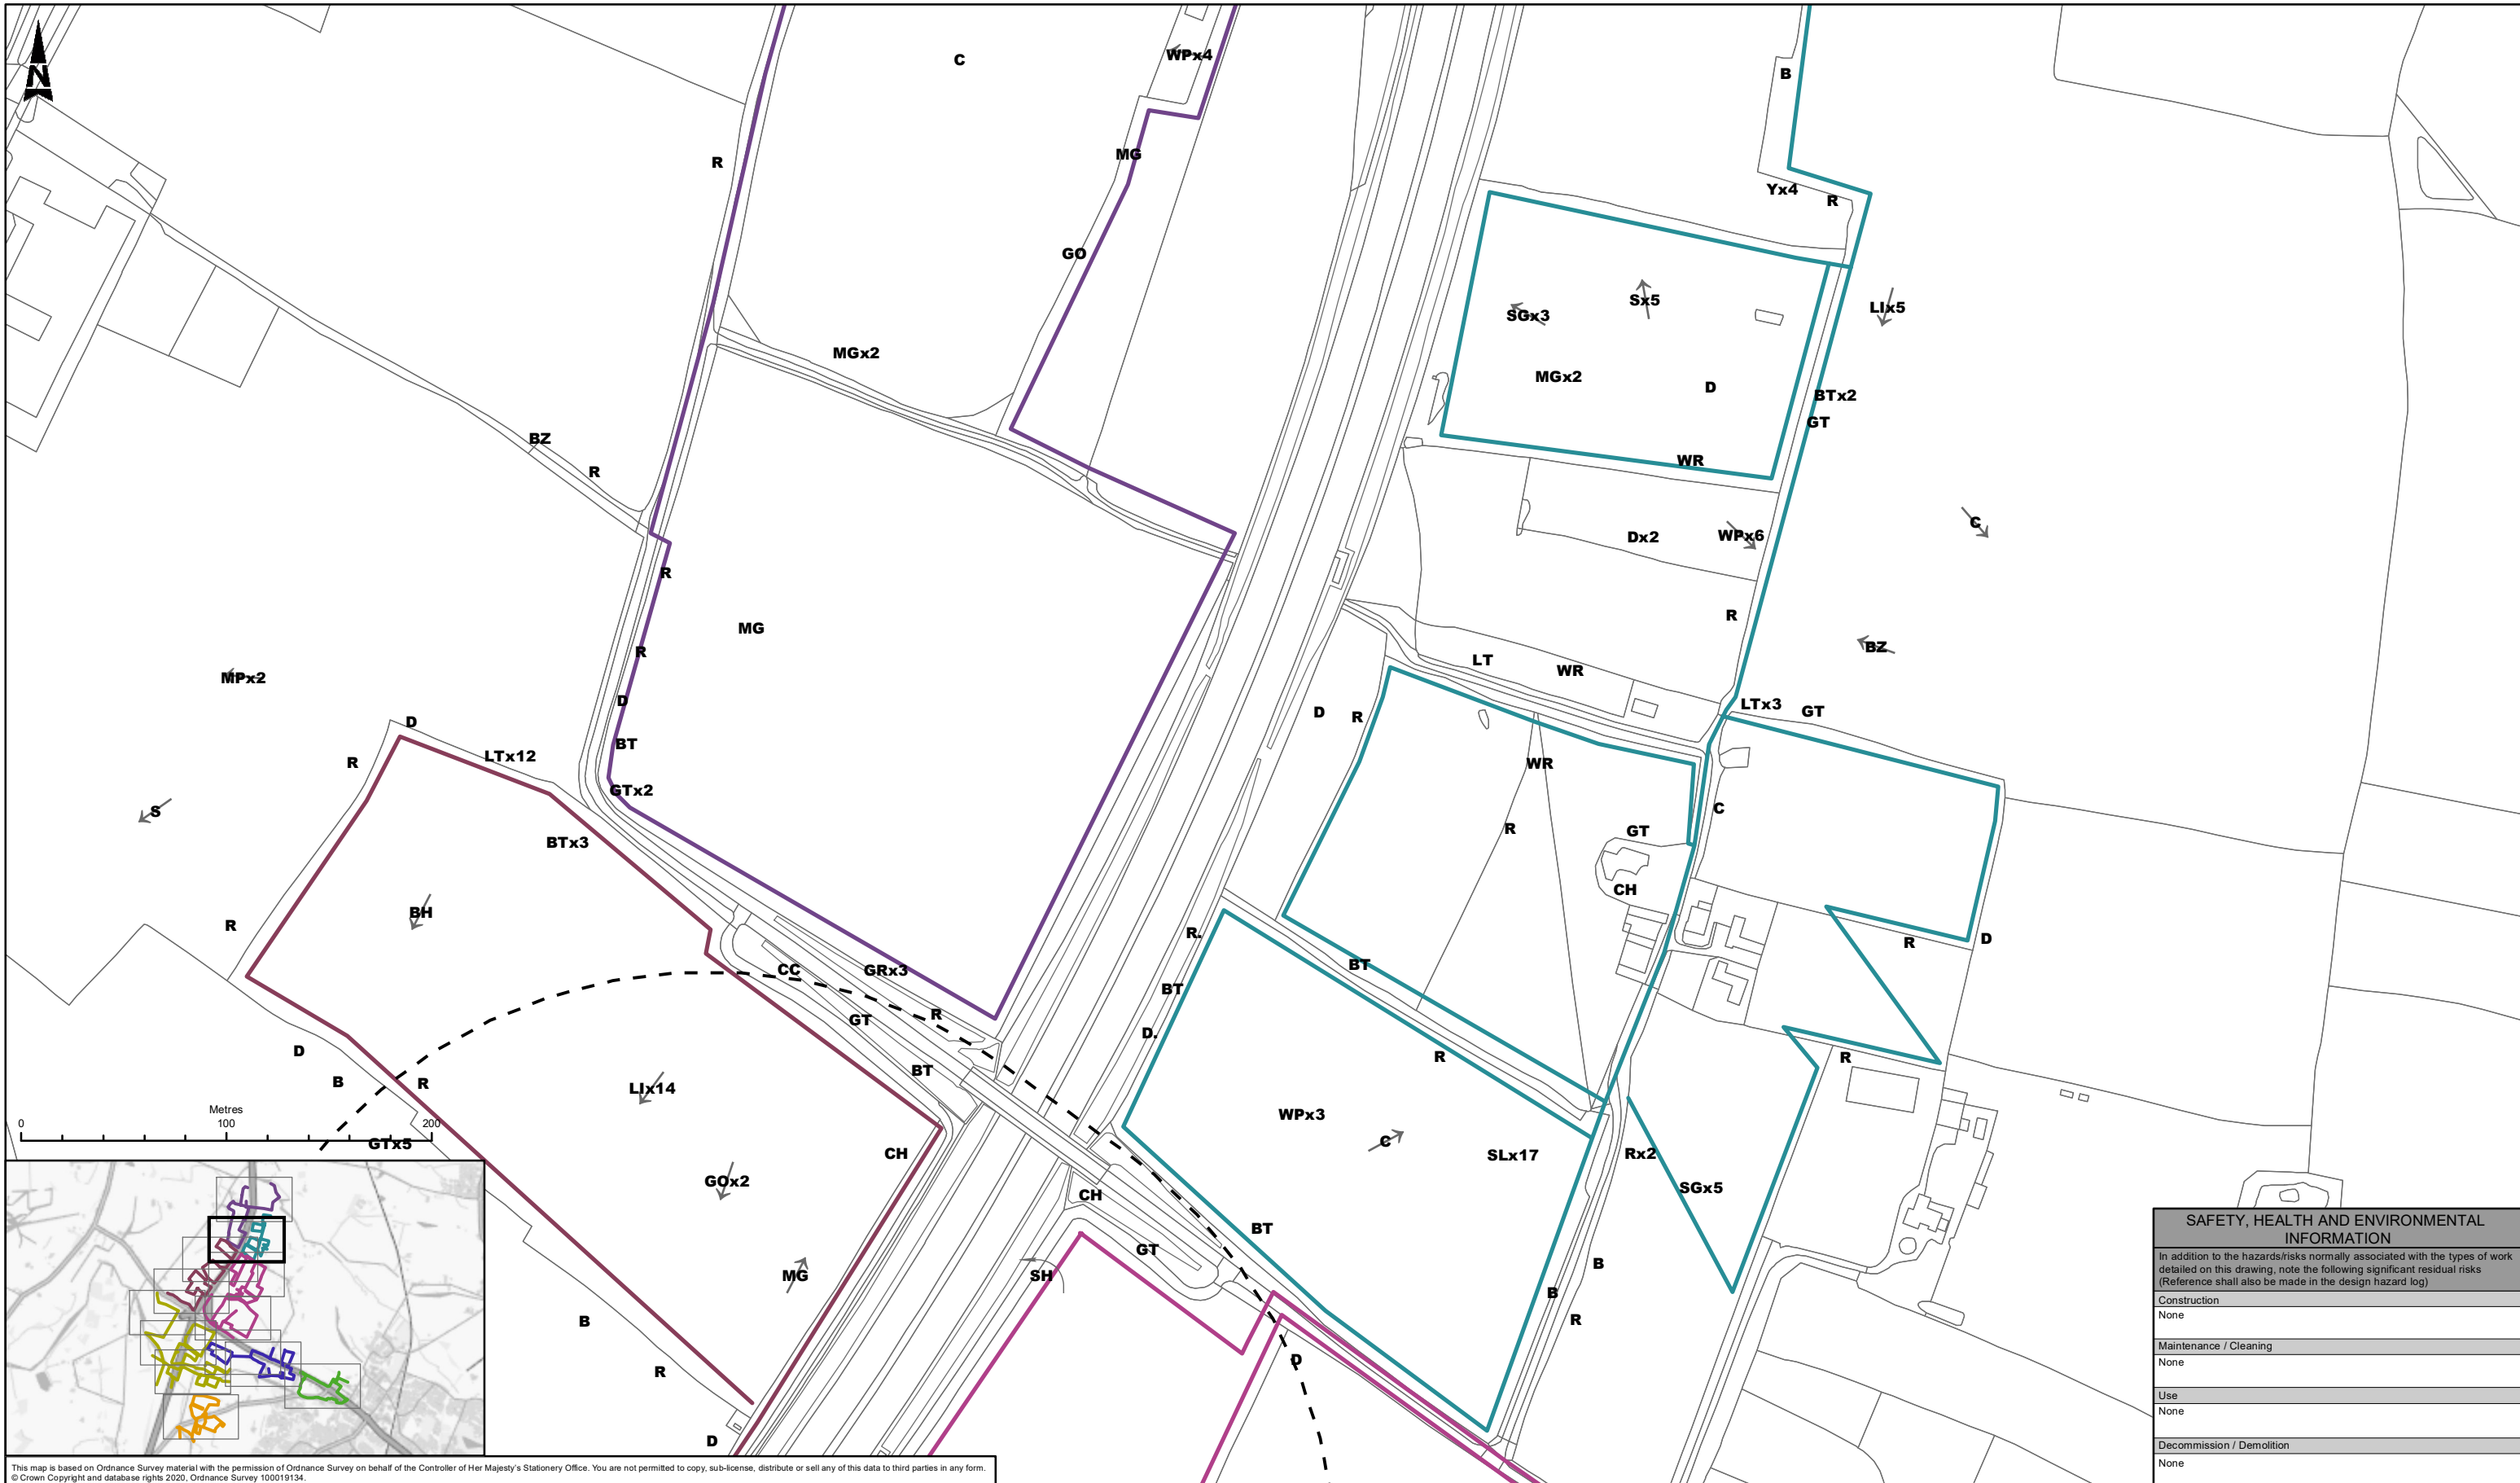 C
WPx4
B
N
MG
R
Yx4
R
GO
Sx5
LIx5
SGx3
MGx2
MGx2
D
BTx2
GT
BZ
R
WR
C
Dx2
WPx6
R
R
MG
BZ
R
LT
WR
MPx2
D
LTx3
GT
D
D
R
BT
LTx12
R
WR
GTx2
C
S
BTx3
R
GT
CH
BH
R
R.
D
R
CC
GRx3
BT
BT
R
GT
D.
D
R
R
BT
B
R
LIx14
Metres
0
100
200
GTx5
WPx3
C
CH
SLx17
Rx2
GOx2
SGx5
CH
BT
GT
B
MG
SH
B
B
R
D
R
D
SAFETY, HEALTH AND ENVIRONMENTAL
INFORMATION
In addition to the hazards/risks normally associated with the types of work
detailed on this drawing, note the following significant residual risks
(Reference shall also be made in the design hazard log)
Construction
None
Maintenance / Cleaning
None
Use
None
Decommission / Demolition
None
This map is based on Ordnance Survey material with the permission of Ordnance Survey on behalf of the Controller of Her Majesty's Stationery Office. You are not permitted to copy, sub-license, distribute or sell any of this data to third parties in any form.
© Crown Copyright and database rights 2020, Ordnance Survey 100019134.